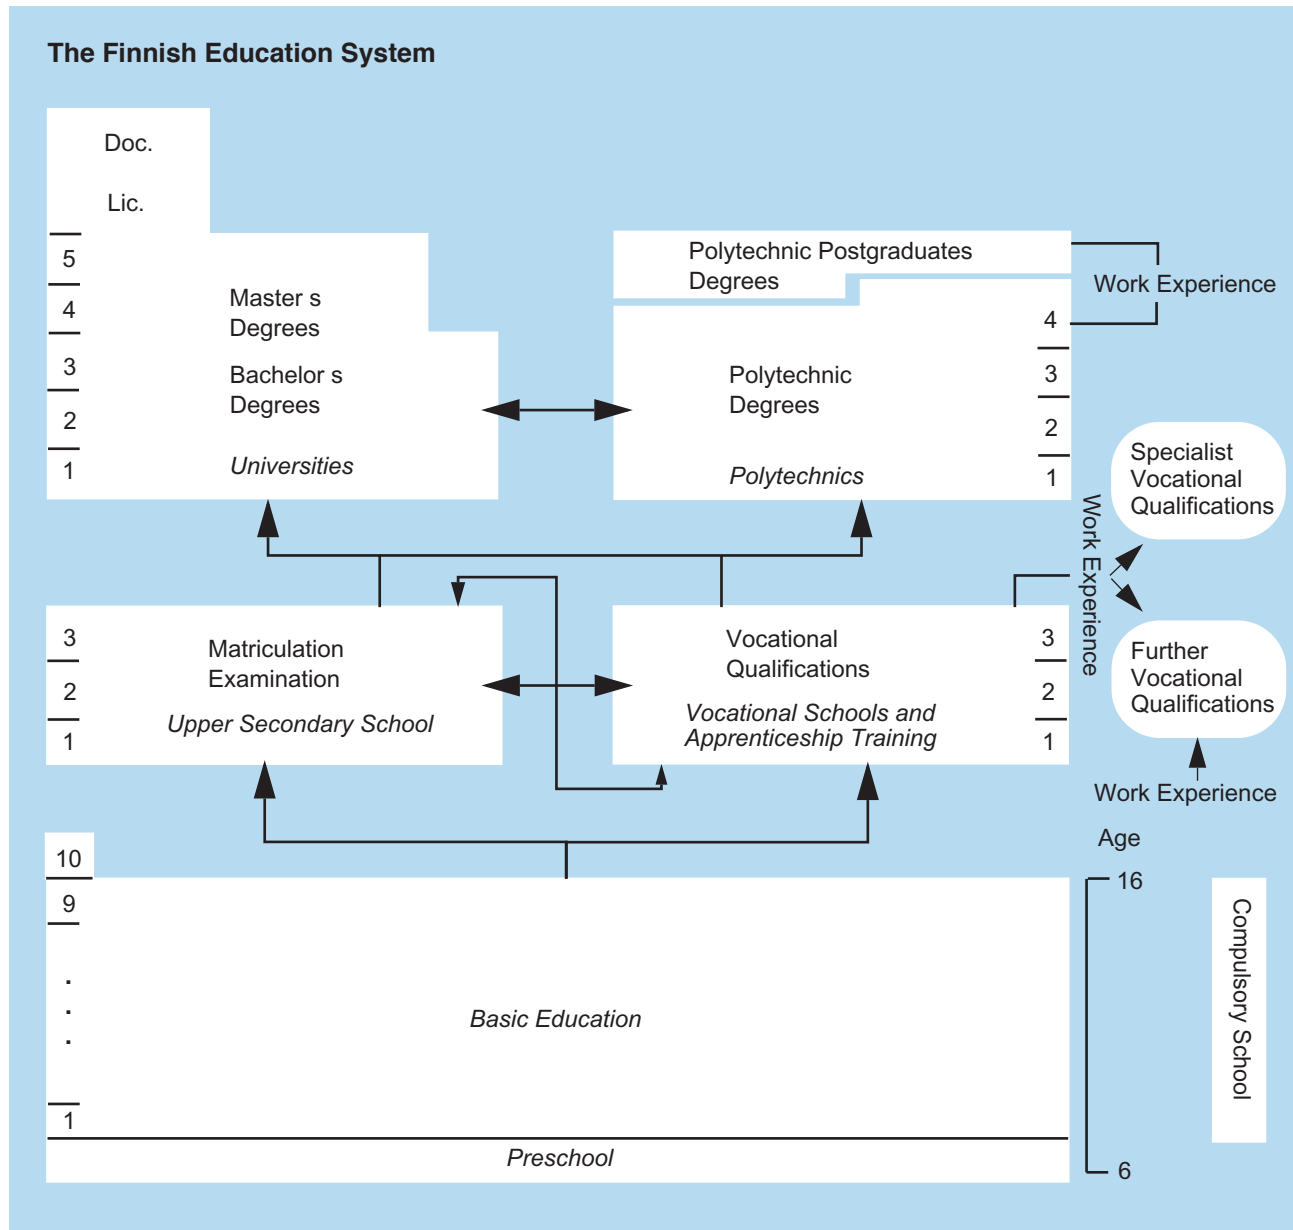 The Finnish Education System
Doc.
Lic.
5
4
3
2
1
Master s
Degrees
Bachelor s
Degrees
Universities
Polytechnic Postgraduates
Degrees
Work Experience
Polytechnic
Degrees
Polytechnics
4
3
2
1
Specialist
Vocational
Qualifications
Work Experience
3
2
1
Matriculation
Examination
Upper Secondary School
Vocational
Qualifications
Vocational Schools and
Apprenticeship Training
3
2
1
Further
Vocational
Qualifications
Work Experience
Age
10
9
.
.
.
1
Basic Education
Preschool
16
6
Compulsory School